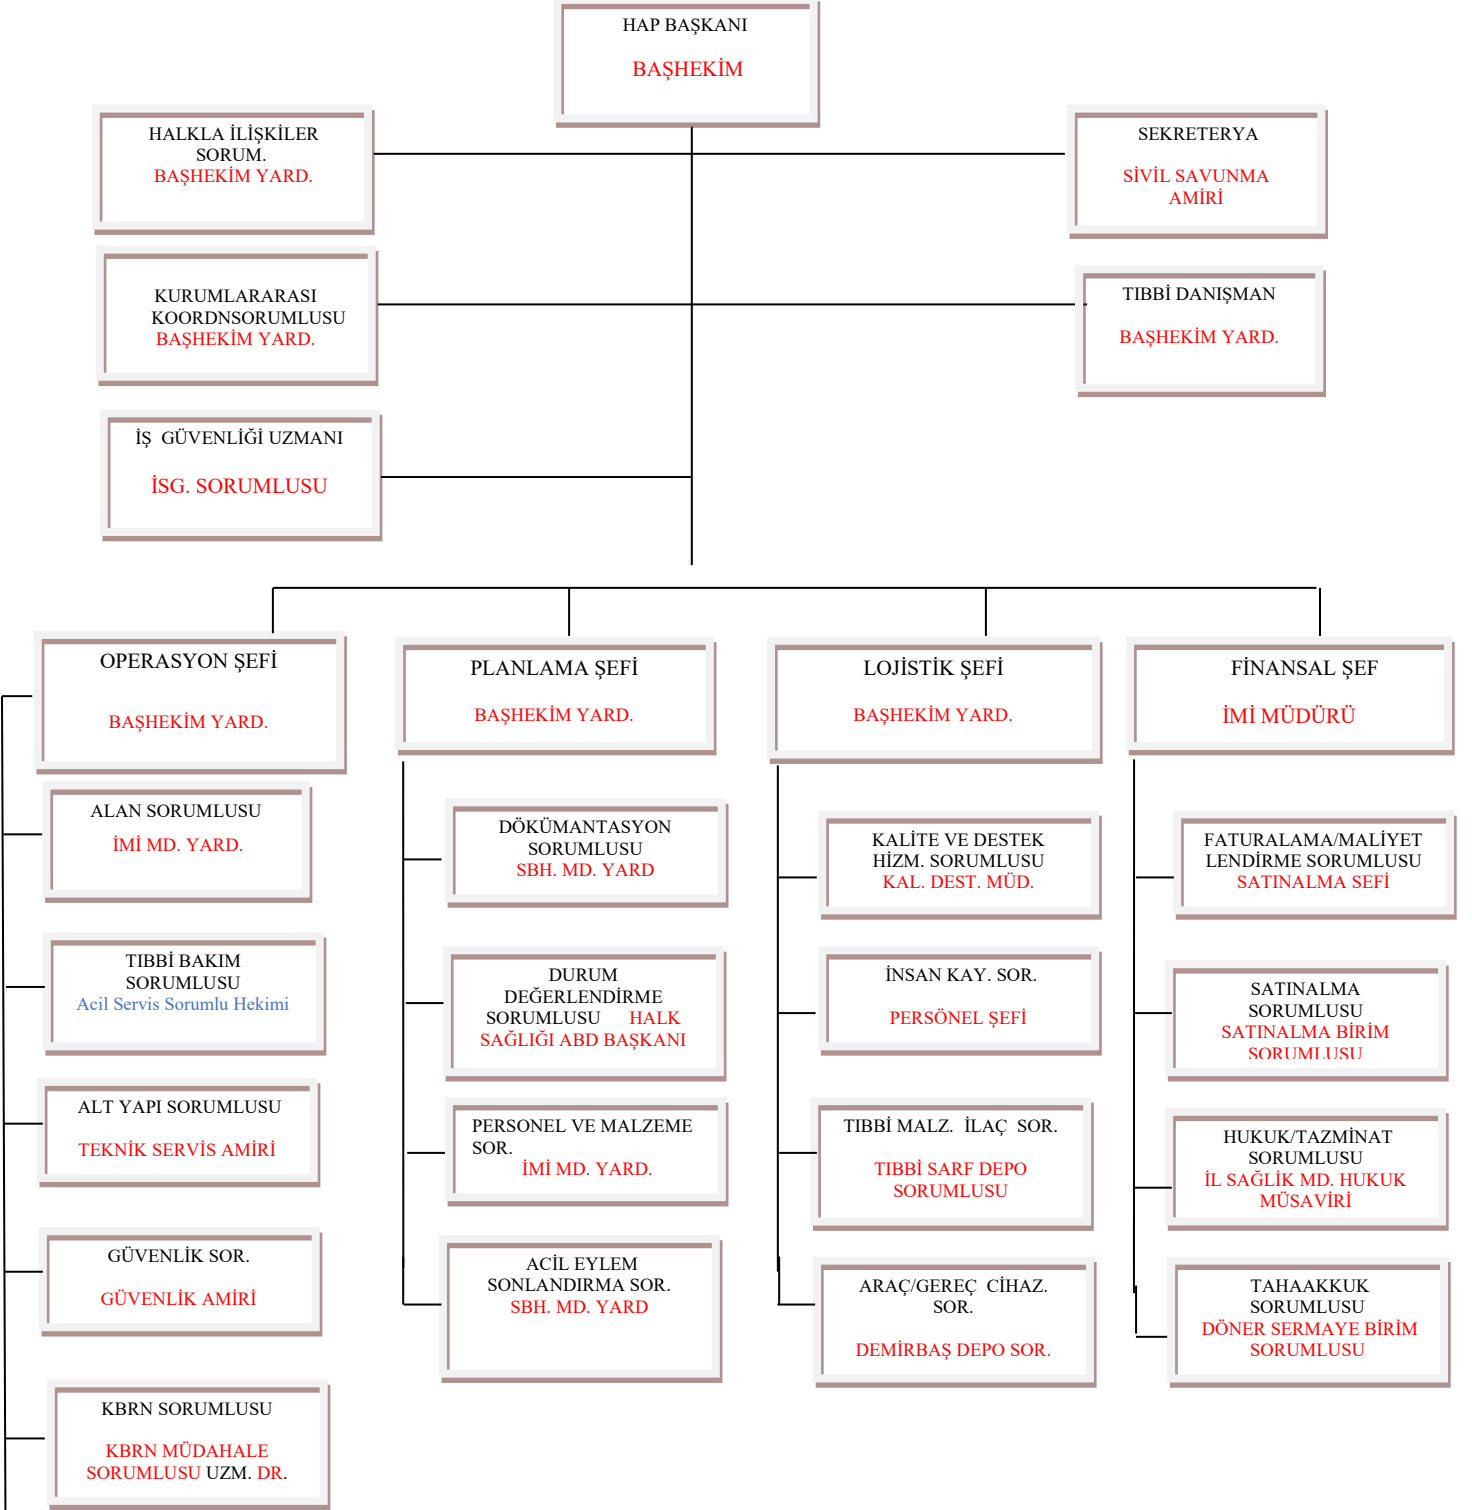 HAP BAŞKANI
BAŞHEKİM
HALKLA İLİŞKİLER
SORUM.
BAŞHEKİM YARD.
SEKRETERYA
SİVİL SAVUNMA
AMİRİ
KURUMLARARASI
KOORDNSORUMLUSU
BAŞHEKİM YARD.
TIBBİ DANIŞMAN
BAŞHEKİM YARD.
İŞ GÜVENLİĞİ UZMANI
İSG. SORUMLUSU
OPERASYON ŞEFİ
BAŞHEKİM YARD.
PLANLAMA ŞEFİ
BAŞHEKİM YARD.
LOJİSTİK ŞEFİ
BAŞHEKİM YARD.
FİNANSAL ŞEF
İMİ MÜDÜRÜ
ALAN SORUMLUSU
İMİ MD. YARD.
TIBBİ BAKIM
SORUMLUSU
Acil Servis Sorumlu Hekimi
ALT YAPI SORUMLUSU
TEKNİK SERVİS AMİRİ
GÜVENLİK SOR.
GÜVENLİK AMİRİ
KBRN SORUMLUSU
KBRN MÜDAHALE
SORUMLUSU UZM. DR.
DÖKÜMANTASYON
SORUMLUSU
SBH. MD. YARD
DURUM
DEĞERLENDİRME
SORUMLUSU HALK
SAĞLIĞI ABD BAŞKANI
PERSONEL VE MALZEME
SOR.
İMİ MD. YARD.
ACİL EYLEM
SONLANDIRMA SOR.
SBH. MD. YARD
KALİTE VE DESTEK
HİZM. SORUMLUSU
KAL. DEST. MÜD.
İNSAN KAY. SOR.
PERSÖNEL ŞEFİ
TIBBİ MALZ. İLAÇ SOR.
TIBBİ SARF DEPO
SORUMLUSU
ARAÇ/GEREÇ CİHAZ.
SOR.
DEMİRBAŞ DEPO SOR.
FATURALAMA/MALİYET
LENDİRME SORUMLUSU
SATINALMA SEFİ
SATINALMA
SORUMLUSU
SATINALMA BİRİM
SORUMLUSU
HUKUK/TAZMİNAT
SORUMLUSU
İL SAĞLİK MD. HUKUK
MÜSAVİRİ
TAHAAKKUK
SORUMLUSU
DÖNER SERMAYE BİRİM
SORUMLUSU